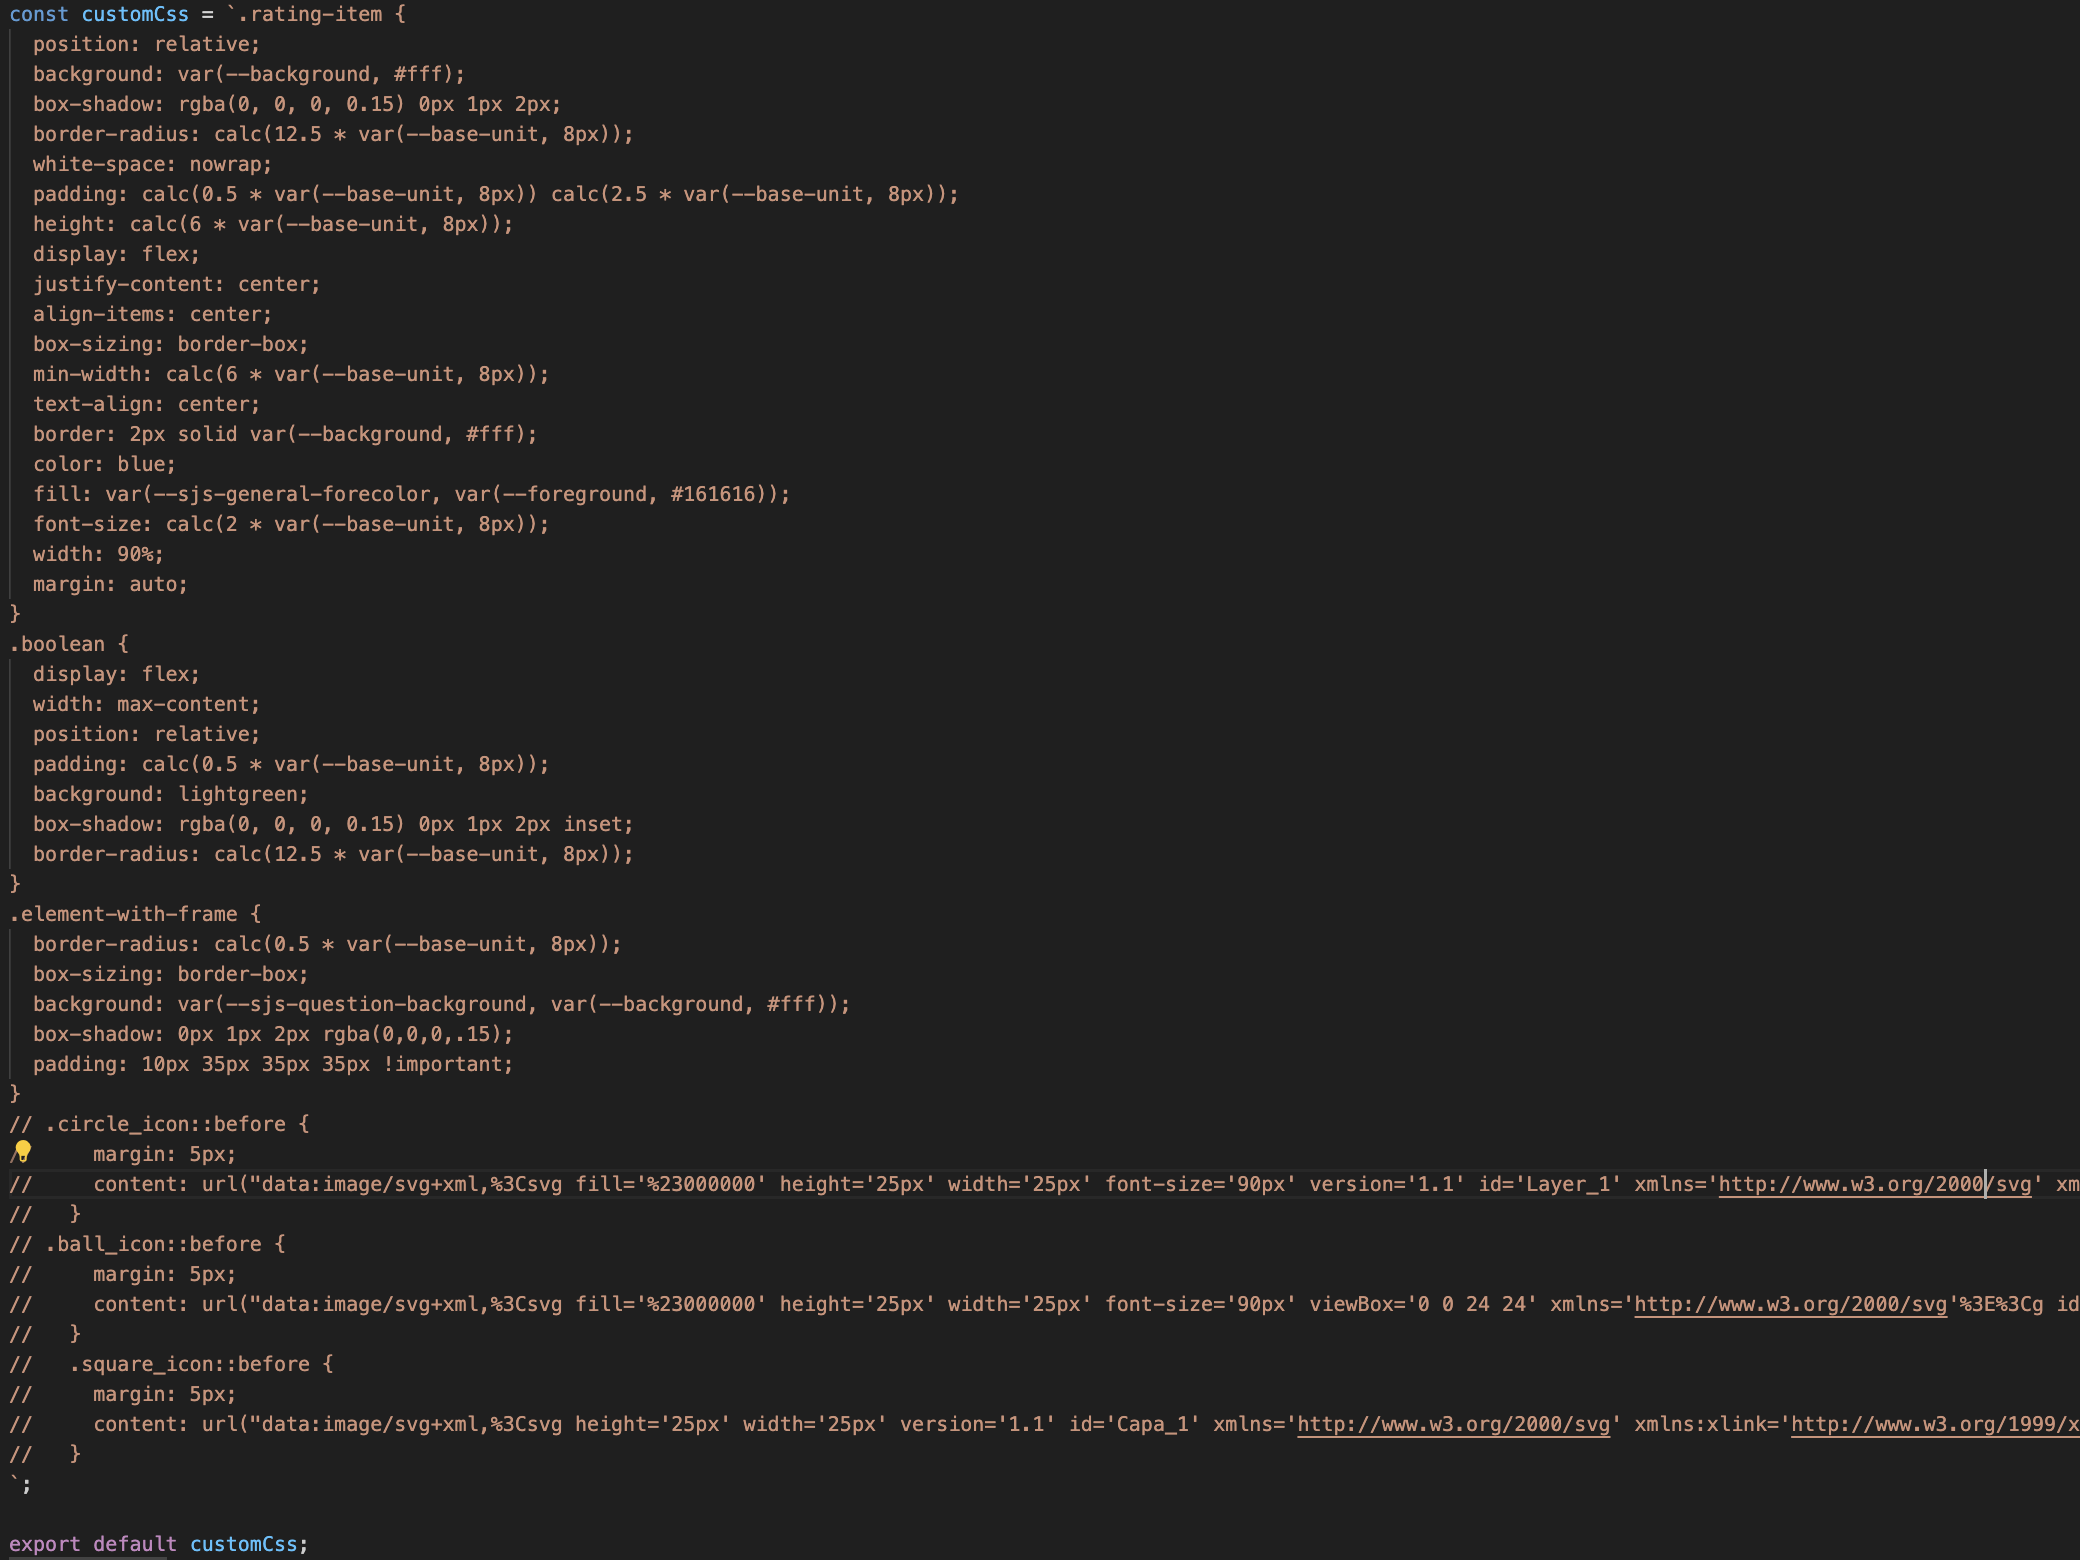 const customCss = `.rating-item {
  position: relative;
  background: var(--background, #fff);
  box-shadow: rgba(0, 0, 0, 0.15) 0px 1px 2px;
  border-radius: calc(12.5 * var(--base-unit, 8px));
  white-space: nowrap;
  padding: calc(0.5 * var(--base-unit, 8px)) calc(2.5 * var(--base-unit, 8px));
  height: calc(6 * var(--base-unit, 8px));
  display: flex;
  justify-content: center;
  align-items: center;
  box-sizing: border-box;
  min-width: calc(6 * var(--base-unit, 8px));
  text-align: center;
  border: 2px solid var(--background, #fff);
  color: blue;
  fill: var(--sjs-general-forecolor, var(--foreground, #161616));
  font-size: calc(2 * var(--base-unit, 8px));
  width: 90%;
  margin: auto;
}
.boolean {
  display: flex;
  width: max-content;
  position: relative;
  padding: calc(0.5 * var(--base-unit, 8px));
  background: lightgreen;
  box-shadow: rgba(0, 0, 0, 0.15) 0px 1px 2px inset;
  border-radius: calc(12.5 * var(--base-unit, 8px));
}
.element-with-frame {
  border-radius: calc(0.5 * var(--base-unit, 8px));
  box-sizing: border-box;
  background: var(--sjs-question-background, var(--background, #fff));
  box-shadow: 0px 1px 2px rgba(0,0,0,.15);
  padding: 10px 35px 35px 35px !important;
}
// .circle_icon::before {
/      margin: 5px;
//     content: url("data:image/svg+xml,%3Csvg fill='%23000000' height='25px' width='25px' font-size='90px' version='1.1' id='Layer_1' xmlns='http://www.w3.org/2000/svg' xm
//   }
// .ball_icon::before {
//     margin: 5px;
//     content: url("data:image/svg+xml,%3Csvg fill='%23000000' height='25px' width='25px' font-size='90px' viewBox='0 0 24 24' xmlns='http://www.w3.org/2000/svg'%3E%3Cg id
//   }
//   .square_icon::before {
//     margin: 5px;
//     content: url("data:image/svg+xml,%3Csvg height='25px' width='25px' version='1.1' id='Capa_1' xmlns='http://www.w3.org/2000/svg' xmlns:xlink='http://www.w3.org/1999/x
//   }
`;
export default customCss;